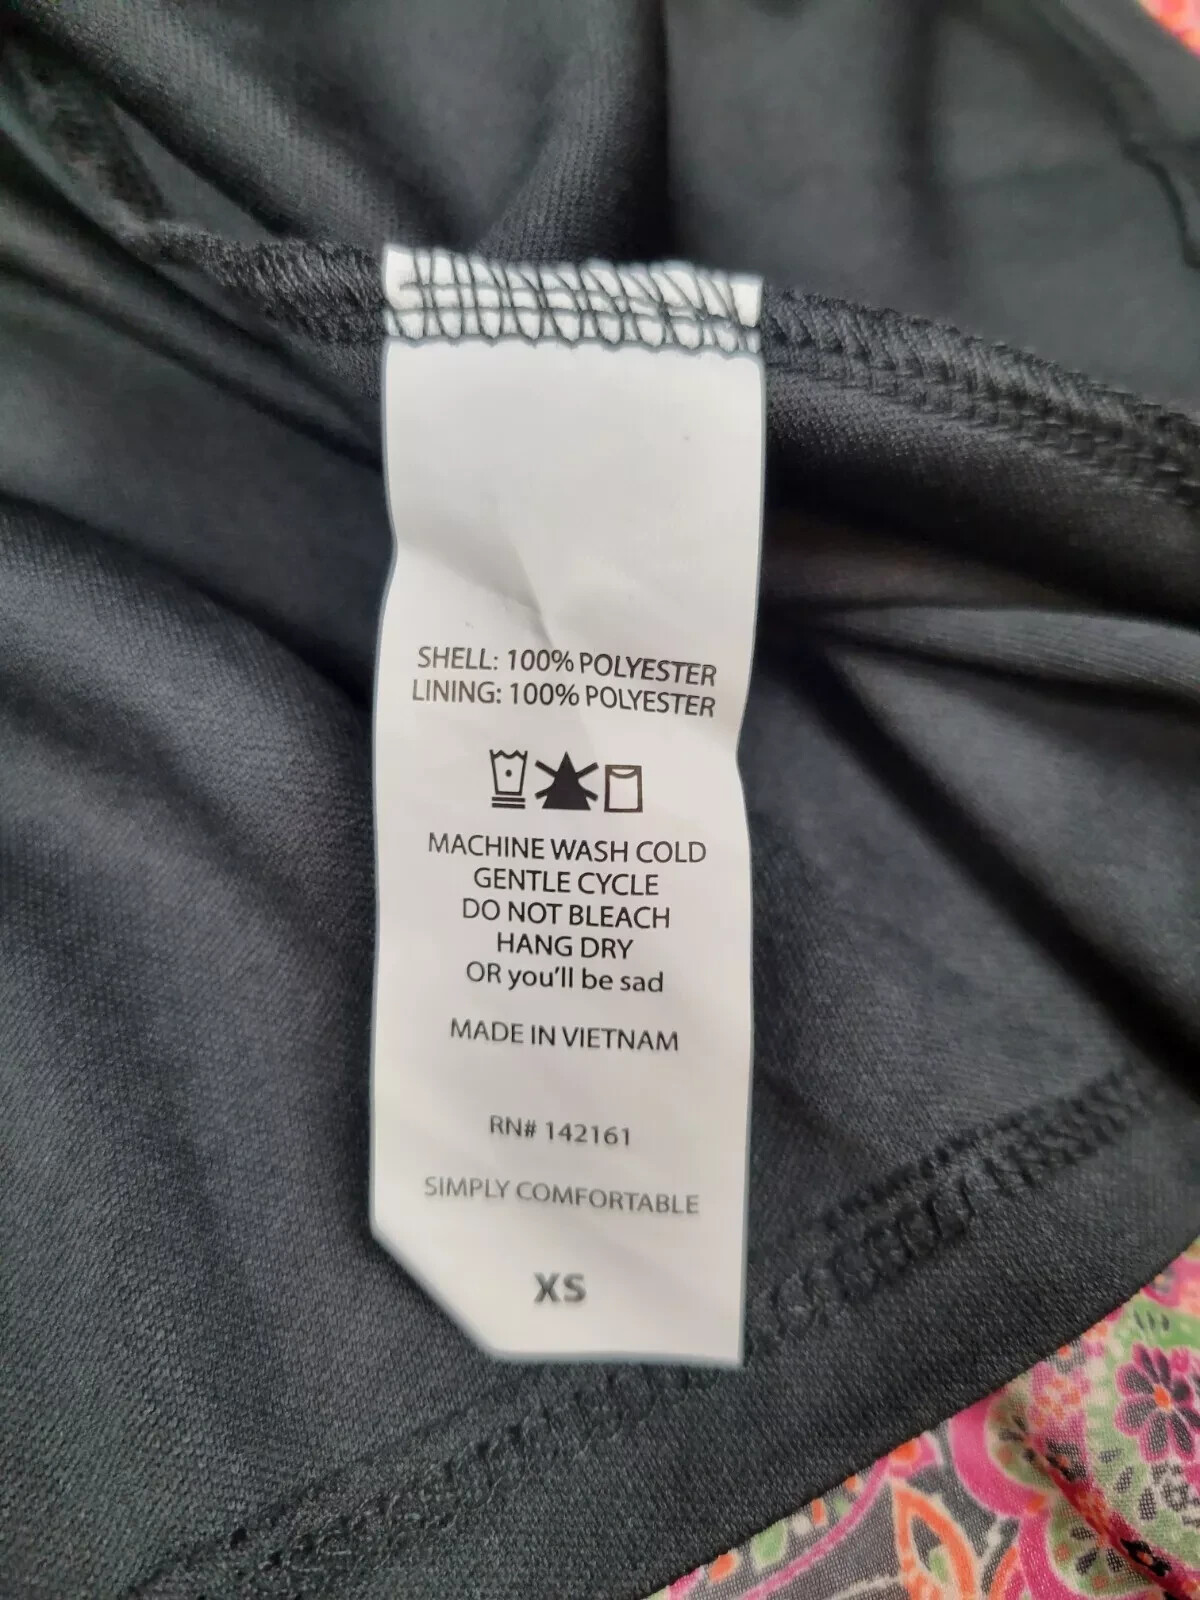 SHELL: 100% POLYESTER
LINING: 100% POLYESTER
MACHINE WASH COLD
GENTLE CYCLE
DO NOT BLEACH
HANG DRY
OR you'll be sad
MADE IN VIETNAM
RN# 142161
SIMPLY COMFORTABLE
XS